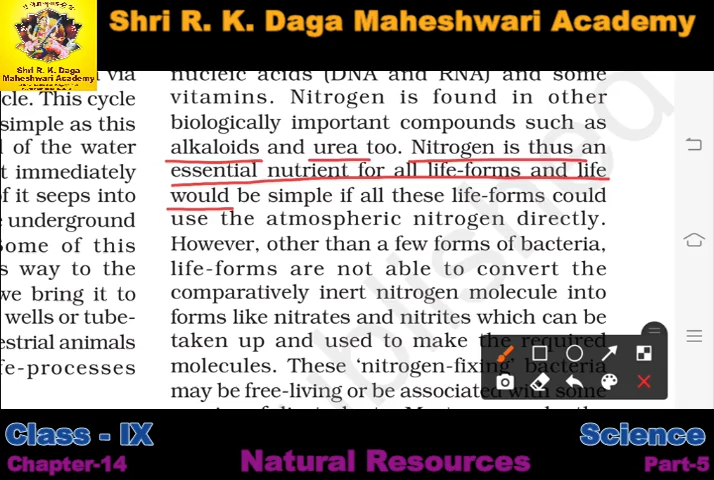 Shri R. K. Daga Maheshwari Academy
Shri R. K. Daga
Maheshwari Academy
via
cle. This cycle
simple as this
l of the water
t immediately
f it seeps into
underground
Some of this
s way to the
we bring it to
wells or tube-
estrial animals
fe-processes
nucleic acids (DNA and RNA) and some
vitamins. Nitrogen is found in other
biologically important compounds such as
alkaloids and urea too. Nitrogen is thus an
essential nutrient for all life-forms and life
would be simple if all these life-forms could
use the atmospheric nitrogen directly.
However, other than a few forms of bacteria,
life-forms are not able to convert the
comparatively inert nitrogen molecule into
forms like nitrates and nitrites which can be
taken up and used to make the required
molecules. These ‘nitrogen-fixing’ bacteria
may be free-living or be associated with some
Class - IX
Science
Chapter-14
Natural Resources
Part-5